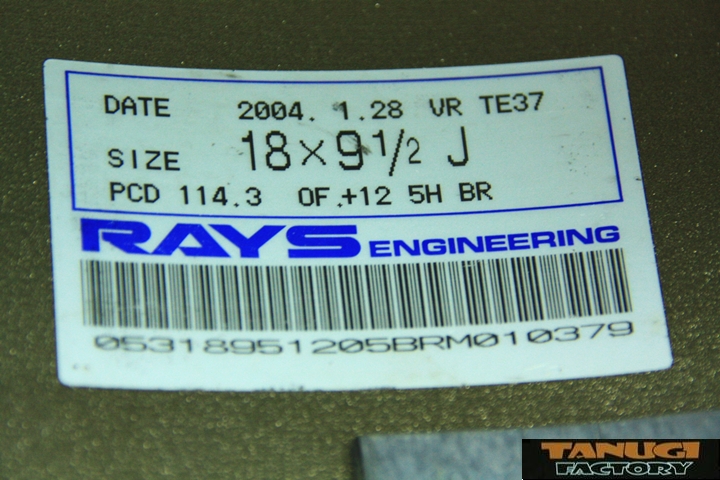 DATE 2004. 1.28 VR TE37
SIZE 18×9 1/2 J
PCD 114.3 OF.+12 5H BR
RAYS ENGINEERING
05318951205BRM010379
TANUGI
FACTORY